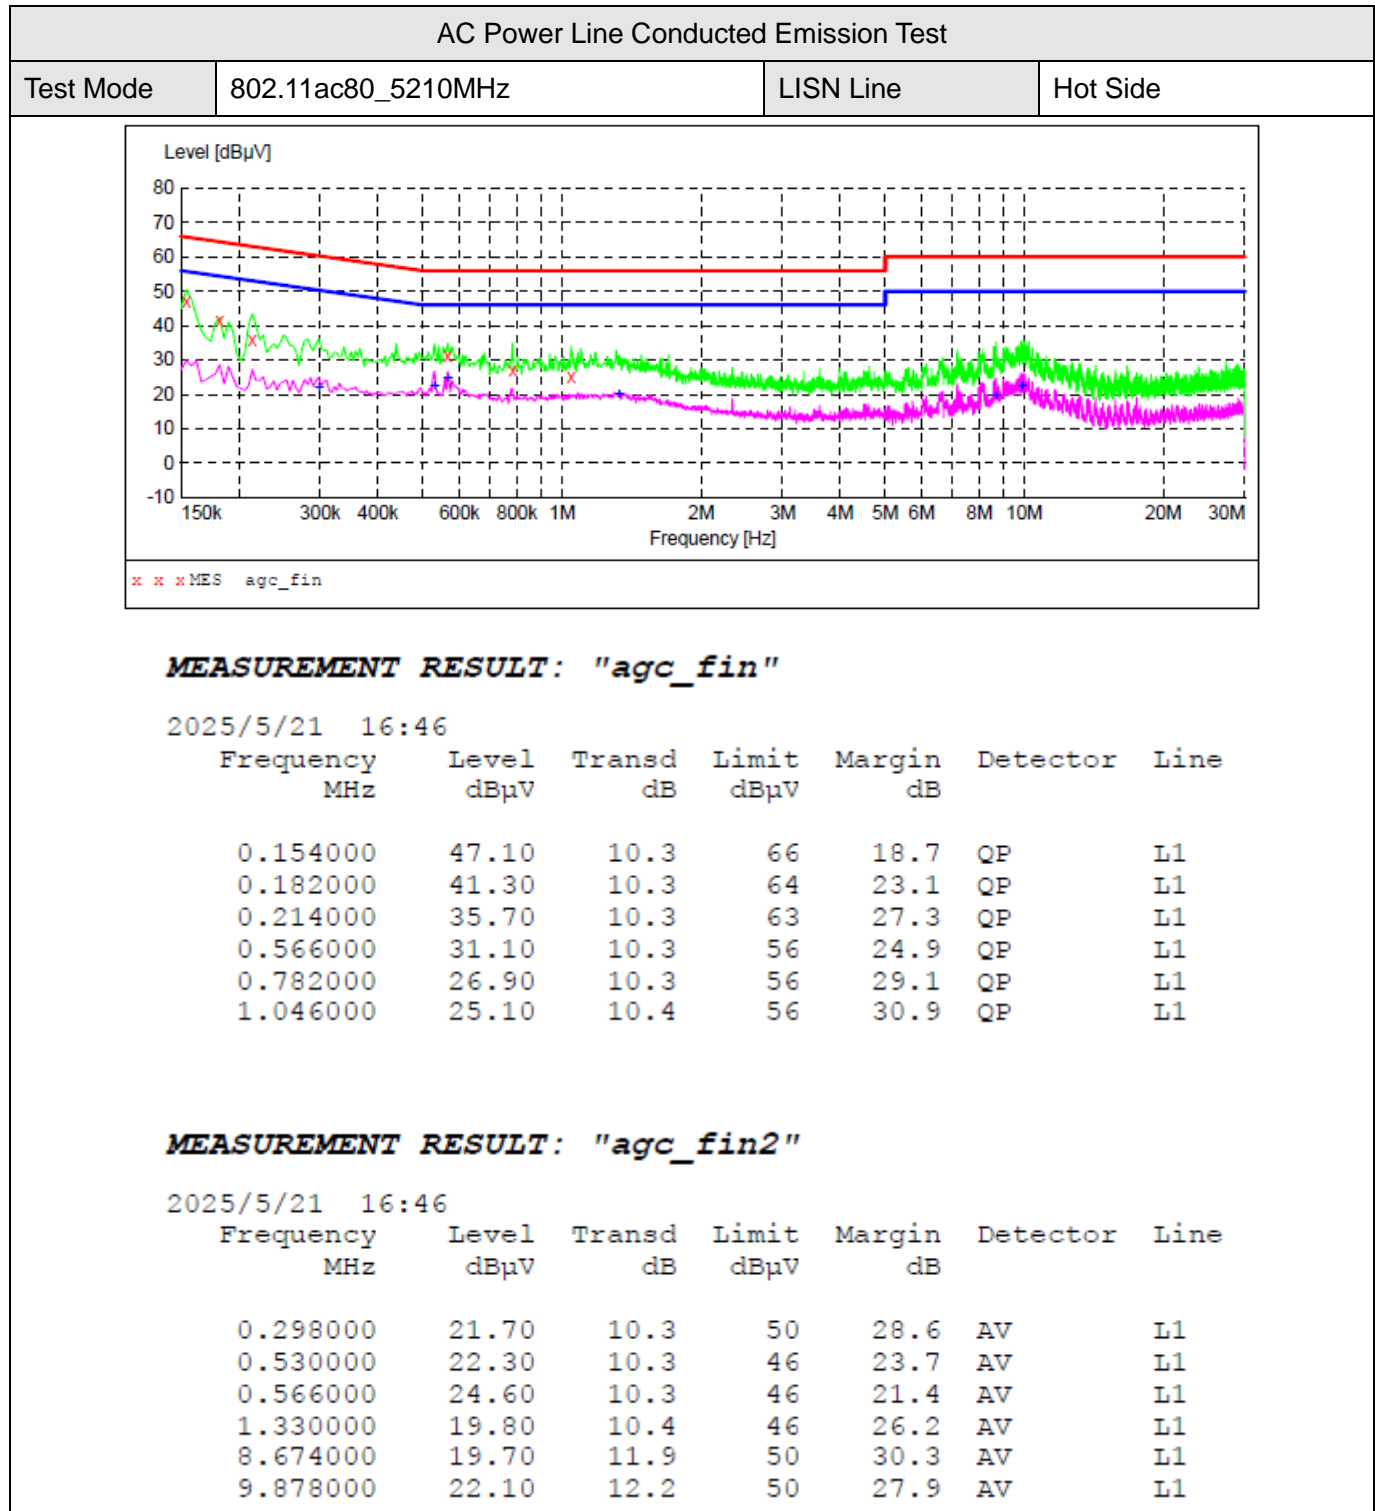 AC Power Line Conducted Emission Test
Test Mode 802.11ac80_5210MHz LISN Line Hot Side
Level [dBµV]
80
70
60
50
40
30
20
10
0
-10
150k 300k 400k 600k 800k 1M 2M 3M 4M 5M 6M 8M 10M 20M 30M
Frequency [Hz]
x x x MES agc_fin
MEASUREMENT RESULT: "agc_fin"
2025/5/21 16:46
Frequency Level Transd Limit Margin Detector Line
MHz dBµV dB dBµV dB
0.154000 47.10 10.3 66 18.7 QP L1
0.182000 41.30 10.3 64 23.1 QP L1
0.214000 35.70 10.3 63 27.3 QP L1
0.566000 31.10 10.3 56 24.9 QP L1
0.782000 26.90 10.3 56 29.1 QP L1
1.046000 25.10 10.4 56 30.9 QP L1
MEASUREMENT RESULT: "agc_fin2"
2025/5/21 16:46
Frequency Level Transd Limit Margin Detector Line
MHz dBµV dB dBµV dB
0.298000 21.70 10.3 50 28.6 AV L1
0.530000 22.30 10.3 46 23.7 AV L1
0.566000 24.60 10.3 46 21.4 AV L1
1.330000 19.80 10.4 46 26.2 AV L1
8.674000 19.70 11.9 50 30.3 AV L1
9.878000 22.10 12.2 50 27.9 AV L1